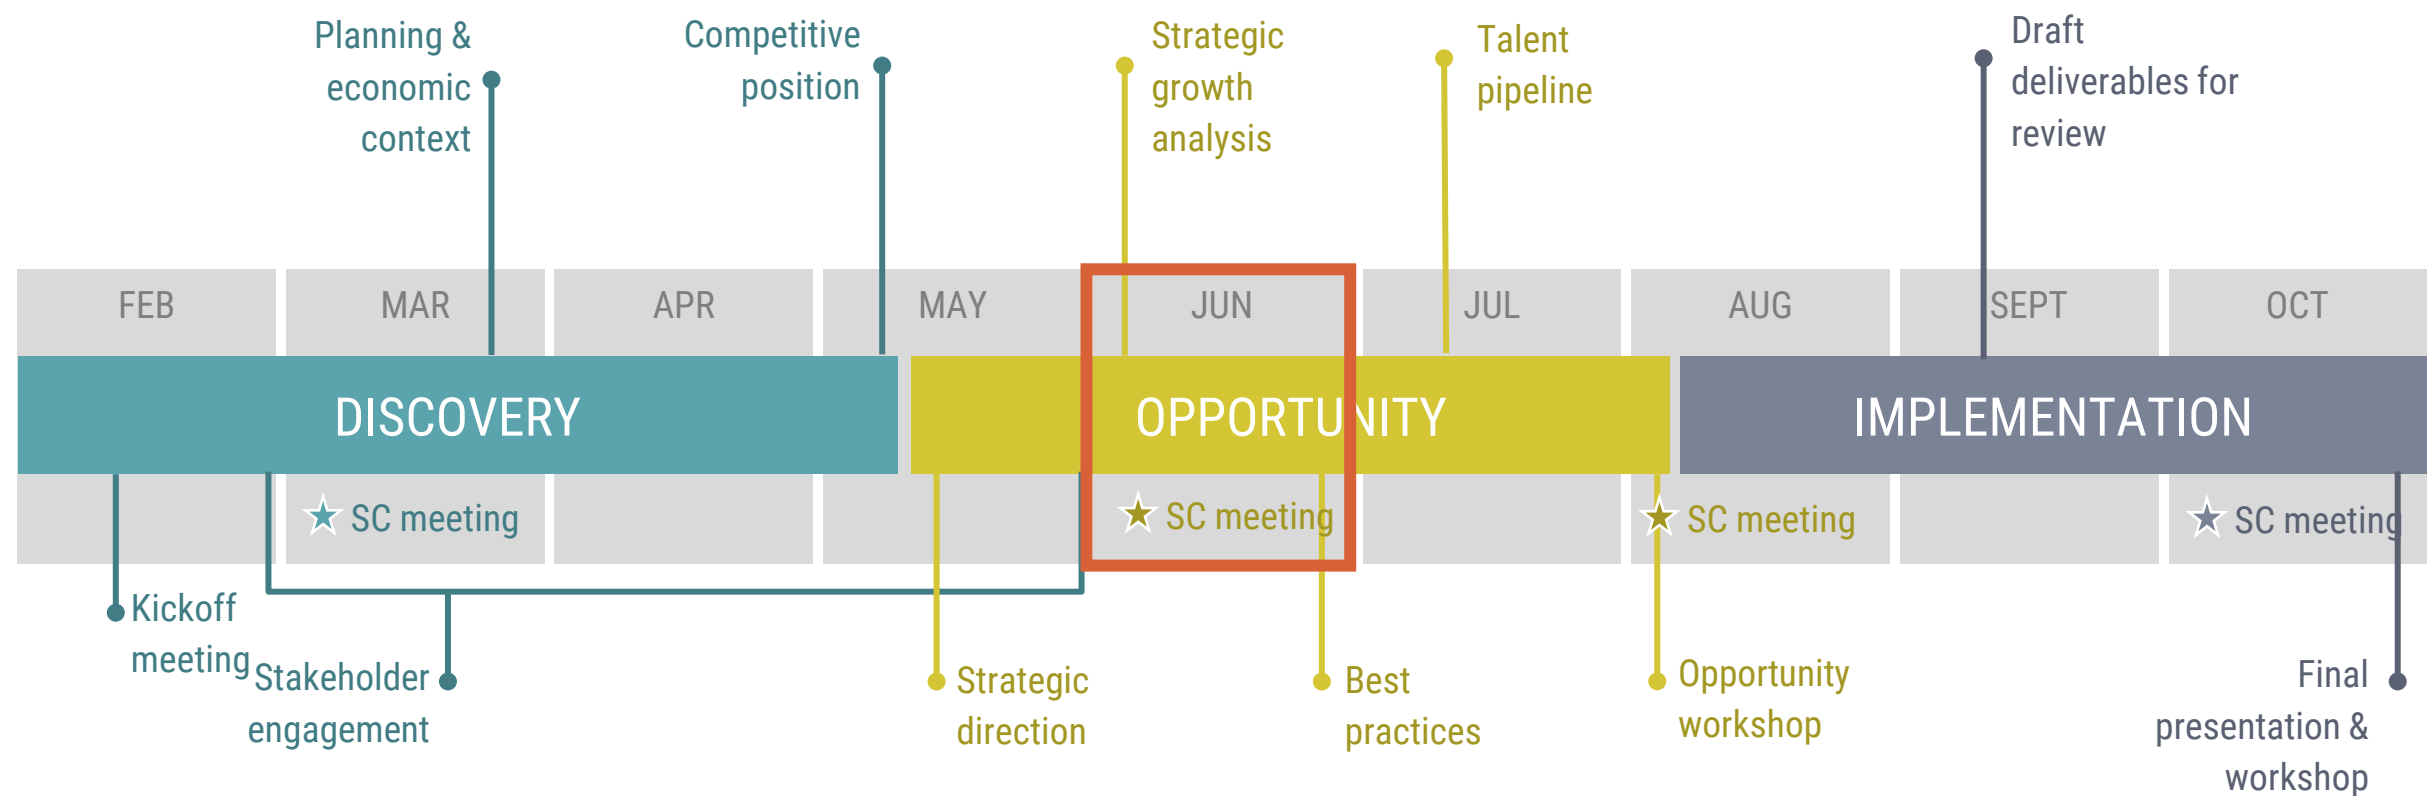 Planning &
economic
context
Competitive
position
Strategic
growth
analysis
Talent
pipeline
Draft
deliverables for
review
FEB
MAR
APR
MAY
JUN
JUL
AUG
SEPT
OCT
DISCOVERY
OPPORTUNITY
IMPLEMENTATION
SC meeting
SC meeting
SC meeting
SC meeting
Kickoff
meeting
Stakeholder
engagement
Strategic
direction
Best
practices
Opportunity
workshop
Final
presentation &
workshop